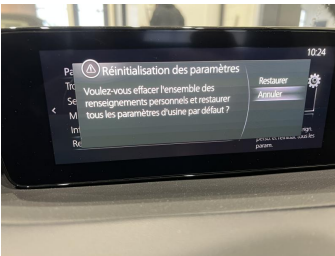 10:24
Réinitialisation des paramètres
Voulez-vous effacer l'ensemble des
renseignements personnels et restaurer
tous les paramètres d'usine par défaut ?
Restaurer
Annuler
param.